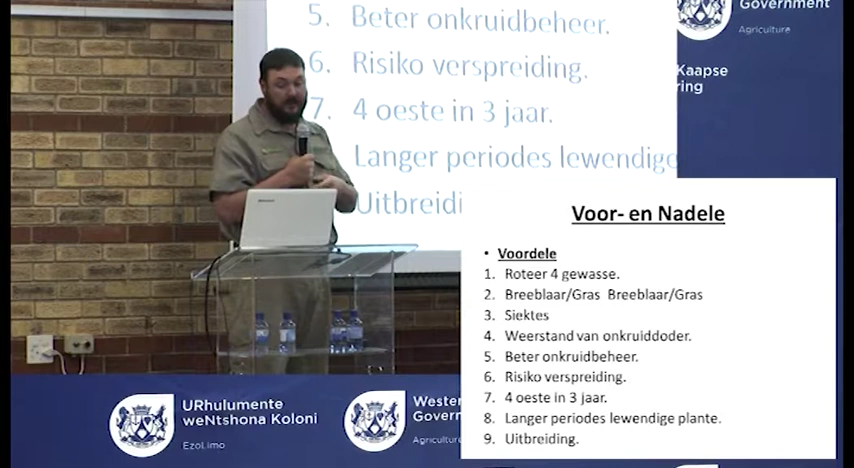 5. Beter onkruidbeheer.
6. Risiko verspreiding.
7. 4 oeste in 3 jaar.
Langer periodes lewendige
Uitbreidi
Government
Agriculture
Kaapse
ring
Voor- en Nadele
• Voordele
1. Roteer 4 gewasse.
2. Breeblaar/Gras Breeblaar/Gras
3. Siektes
4. Weerstand van onkruiddoder.
5. Beter onkruidbeheer.
6. Risiko verspreiding.
7. 4 oeste in 3 jaar.
8. Langer periodes lewendige plante.
9. Uitbreiding.
URhulumente
weNtshona Koloni
EzoLimo
Wester
Govern
Agriculture